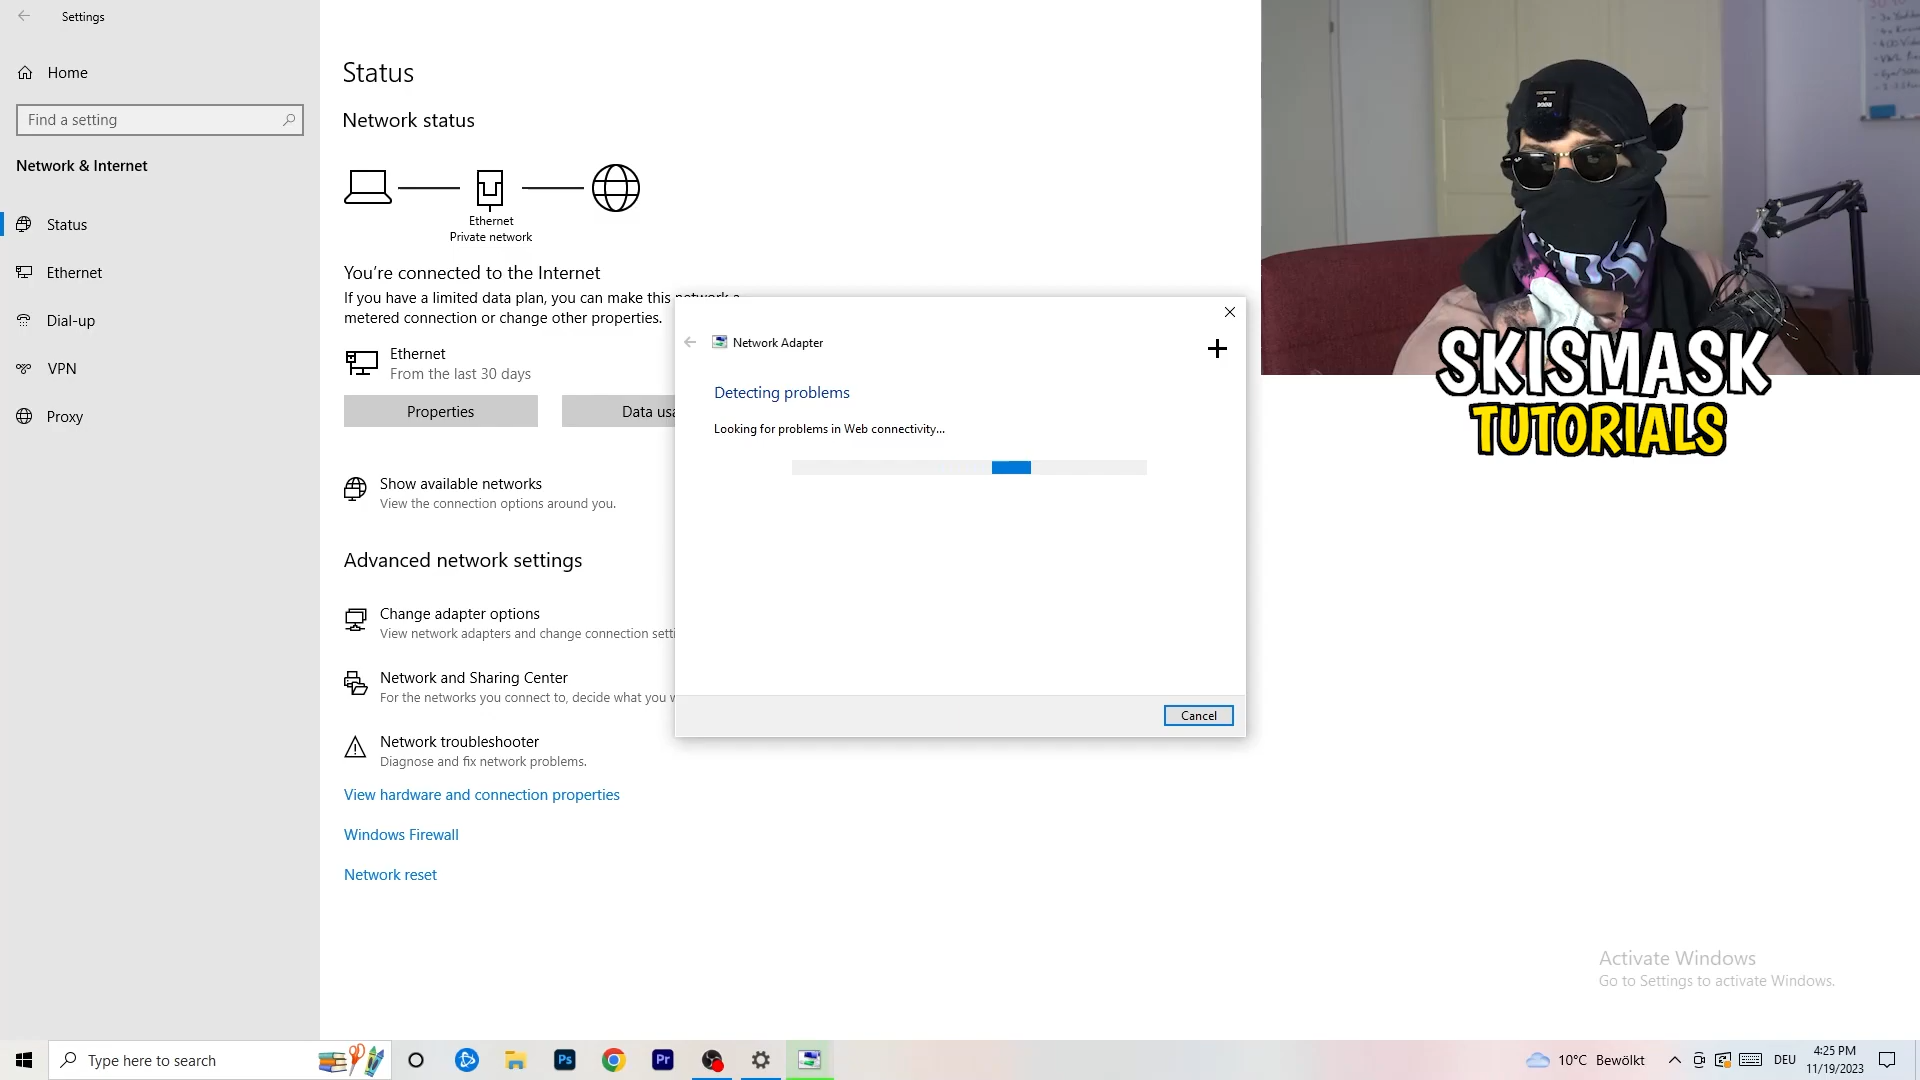 Settings
Home
Find a setting
Network & Internet
Status
Ethernet
Dial-up
VPN
Proxy
Status
Network status
Ethernet
Private network
You're connected to the Internet
If you have a limited data plan, you can make this network a
metered connection or change other properties.
Ethernet
From the last 30 days
Properties
Data usa
Show available networks
View the connection options around you.
Advanced network settings
Change adapter options
View network adapters and change connection setti
Network and Sharing Center
For the networks you connect to, decide what you w
Network troubleshooter
Diagnose and fix network problems.
View hardware and connection properties
Windows Firewall
Network reset
Network Adapter
Detecting problems
Looking for problems in Web connectivity...
Cancel
SKISMASK
TUTORIALS
Activate Windows
Go to Settings to activate Windows.
Type here to search
Ps
Pr
10°C Bewölkt
DEU
4:25 PM
11/19/2023